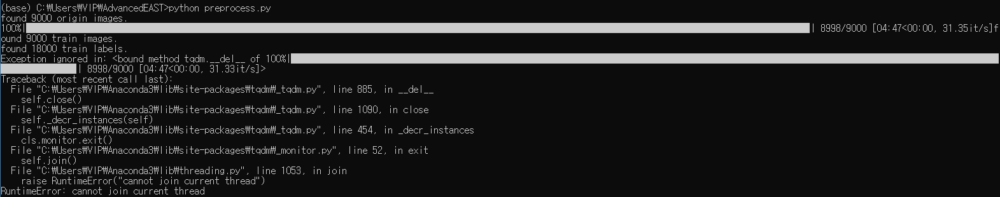 (base) C:₩Users₩VIP₩AdvancedEAST>python preprocess.py
found 9000 origin images.
100%|| 8998/9000 [04:47<00:00, 31.35it/s]f
ound 9000 train images.
found 18000 train labels.
Exception ignored in: <bound method tqdm.__del__ of 100%|
| 8998/9000 [04:47<00:00, 31.33it/s]>
Traceback (most recent call last):
File "C:₩Users₩VIP₩Anaconda3₩lib₩site-packages₩tqdm₩_tqdm.py", line 885, in __del__
self.close()
File "C:₩Users₩VIP₩Anaconda3₩lib₩site-packages₩tqdm₩_tqdm.py", line 1090, in close
self._decr_instances(self)
File "C:₩Users₩VIP₩Anaconda3₩lib₩site-packages₩tqdm₩_tqdm.py", line 454, in _decr_instances
cls.monitor.exit()
File "C:₩Users₩VIP₩Anaconda3₩lib₩site-packages₩tqdm₩_monitor.py", line 52, in exit
self.join()
File "C:₩Users₩VIP₩Anaconda3₩lib₩threading.py", line 1053, in join
raise RuntimeError("cannot join current thread")
RuntimeError: cannot join current thread